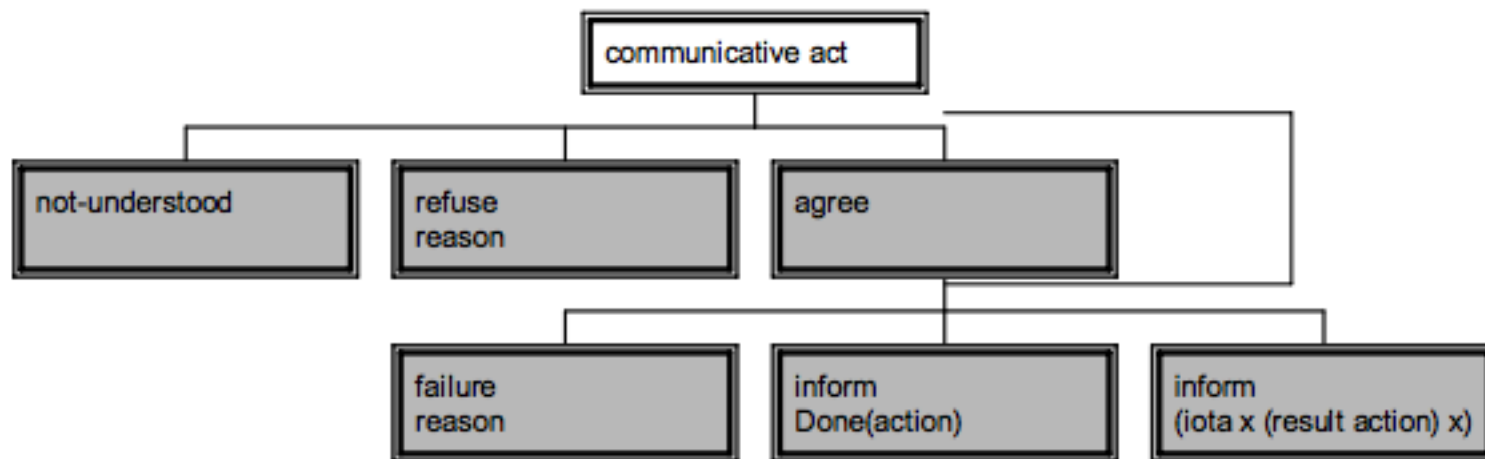 communicative act
not-understood
refuse
reason
agree
failure
reason
inform
Done(action)
inform
(iota x (result action) x)